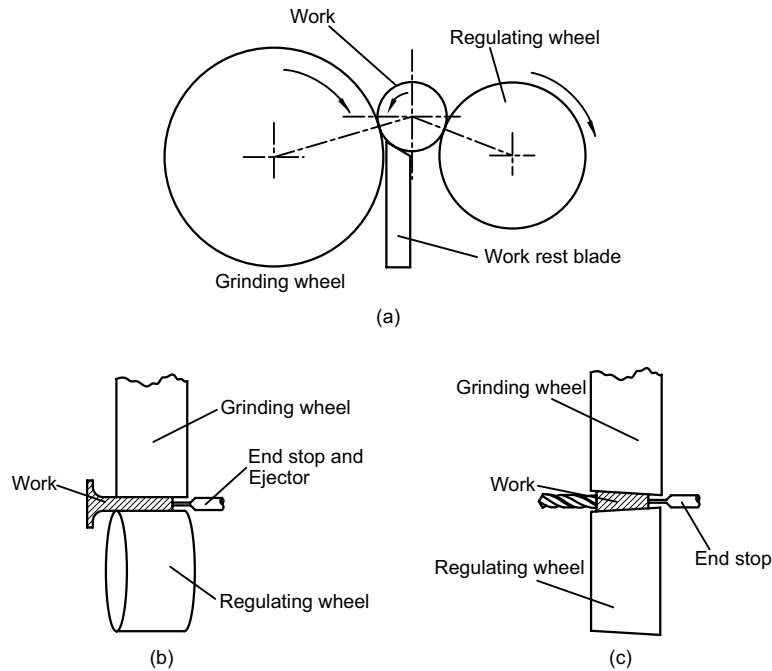 Work
Regulating wheel
Work rest blade
Grinding wheel
(a)
Grinding wheel
End stop and
Ejector
Work
Regulating wheel
(b)
Grinding wheel
Work
End stop
Regulating wheel
(c)